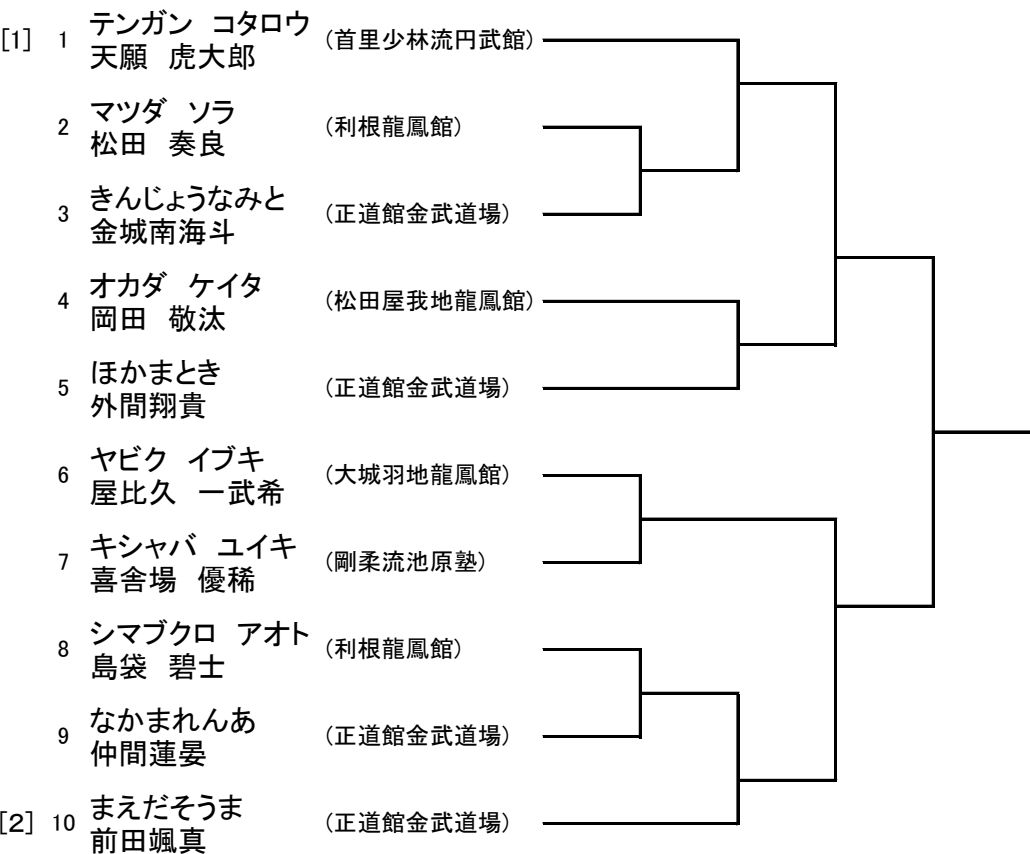 テンガン コタロウ
[1] 1 天願 虎大郎 (首里少林流円武館)
マツダ ソラ
2 松田 奏良 (利根龍鳳館)
きんじょうなみと
3 金城南海斗 (正道館金武道場)
オカダ ケイタ
4 岡田 敬汰 (松田屋我地龍鳳館)
ほかまとき
5 外間翔貴 (正道館金武道場)
ヤビク イブキ
6 屋比久 一武希 (大城羽地龍鳳館)
キシャバ ユイキ
7 喜舎場 優稀 (剛柔流池原塾)
シマブクロ アオト
8 島袋 碧士 (利根龍鳳館)
なかまれんあ
9 仲間蓮晏 (正道館金武道場)
まえだそうま
[2] 10 前田颯真 (正道館金武道場)